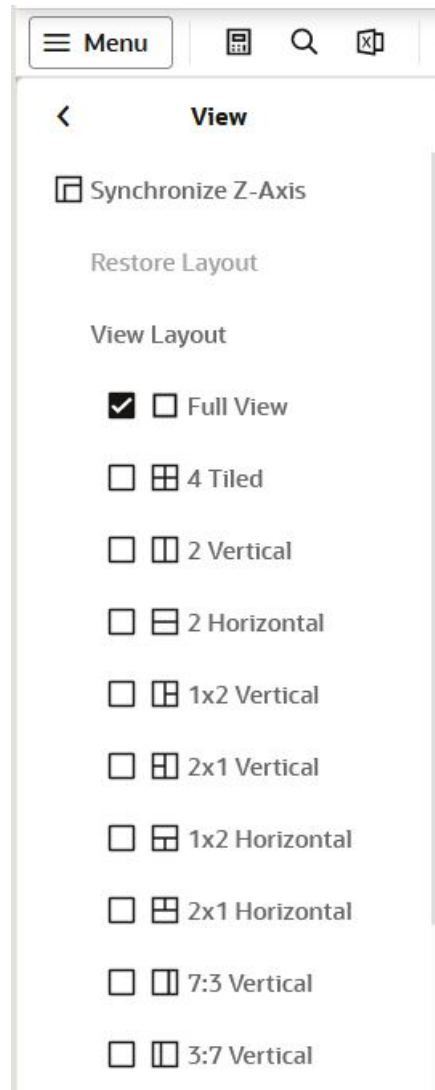 Menu
View
Synchronize Z-Axis
Restore Layout
View Layout
Full View
4 Tiled
2 Vertical
2 Horizontal
1x2 Vertical
2x1 Vertical
1x2 Horizontal
2x1 Horizontal
7:3 Vertical
3:7 Vertical